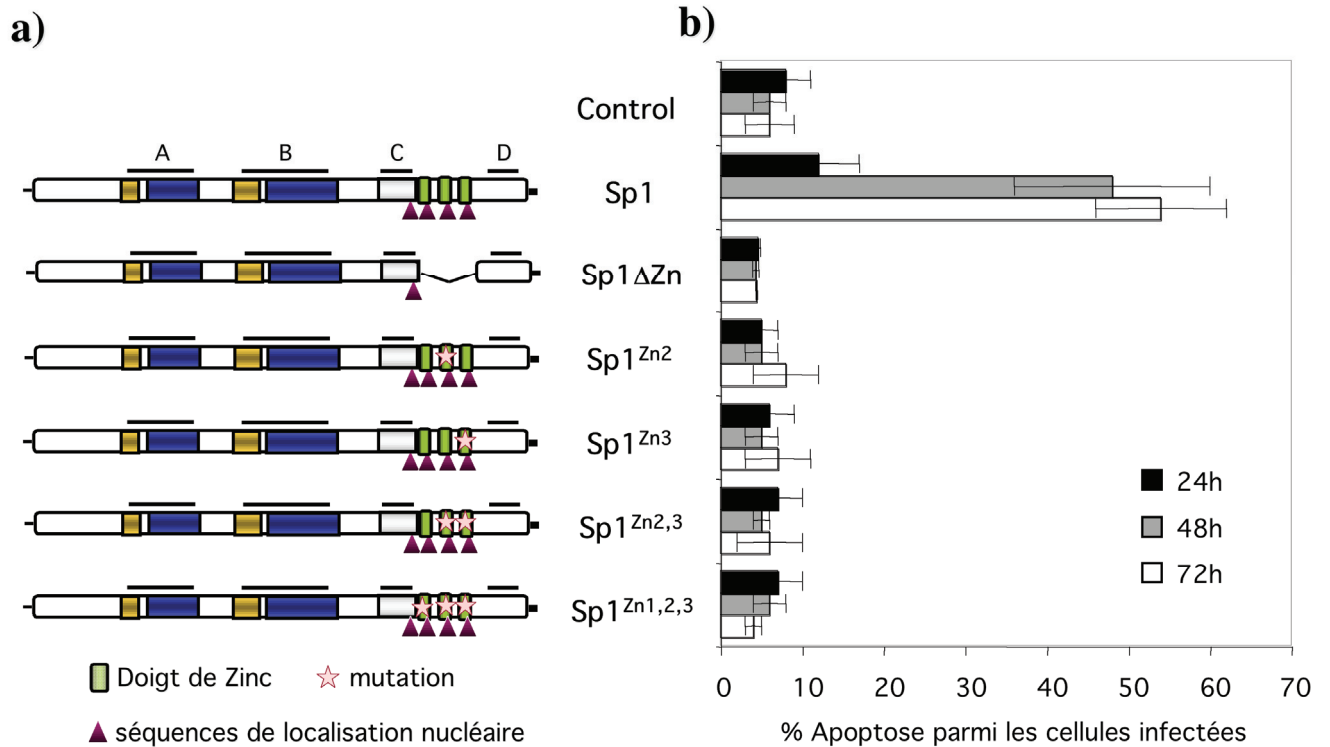 a)
b)
Control
A B C D
Sp1
Sp1ΔZn
Sp1Zn2
Sp1Zn3
Sp1Zn2,3
Sp1Zn1,2,3
24h
48h
72h
Doigt de Zinc
mutation
séquences de localisation nucléaire
0 10 20 30 40 50 60 70
% Apoptose parmi les cellules infectées